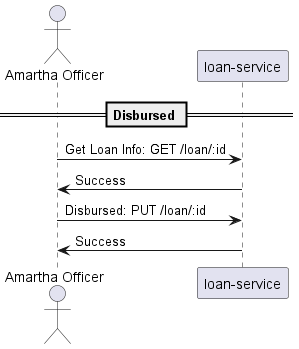 Amartha Officer
loan-service
Disbursed
Get Loan Info: GET /loan/:id
Success
Disbursed: PUT /loan/:id
Success
Amartha Officer
loan-service